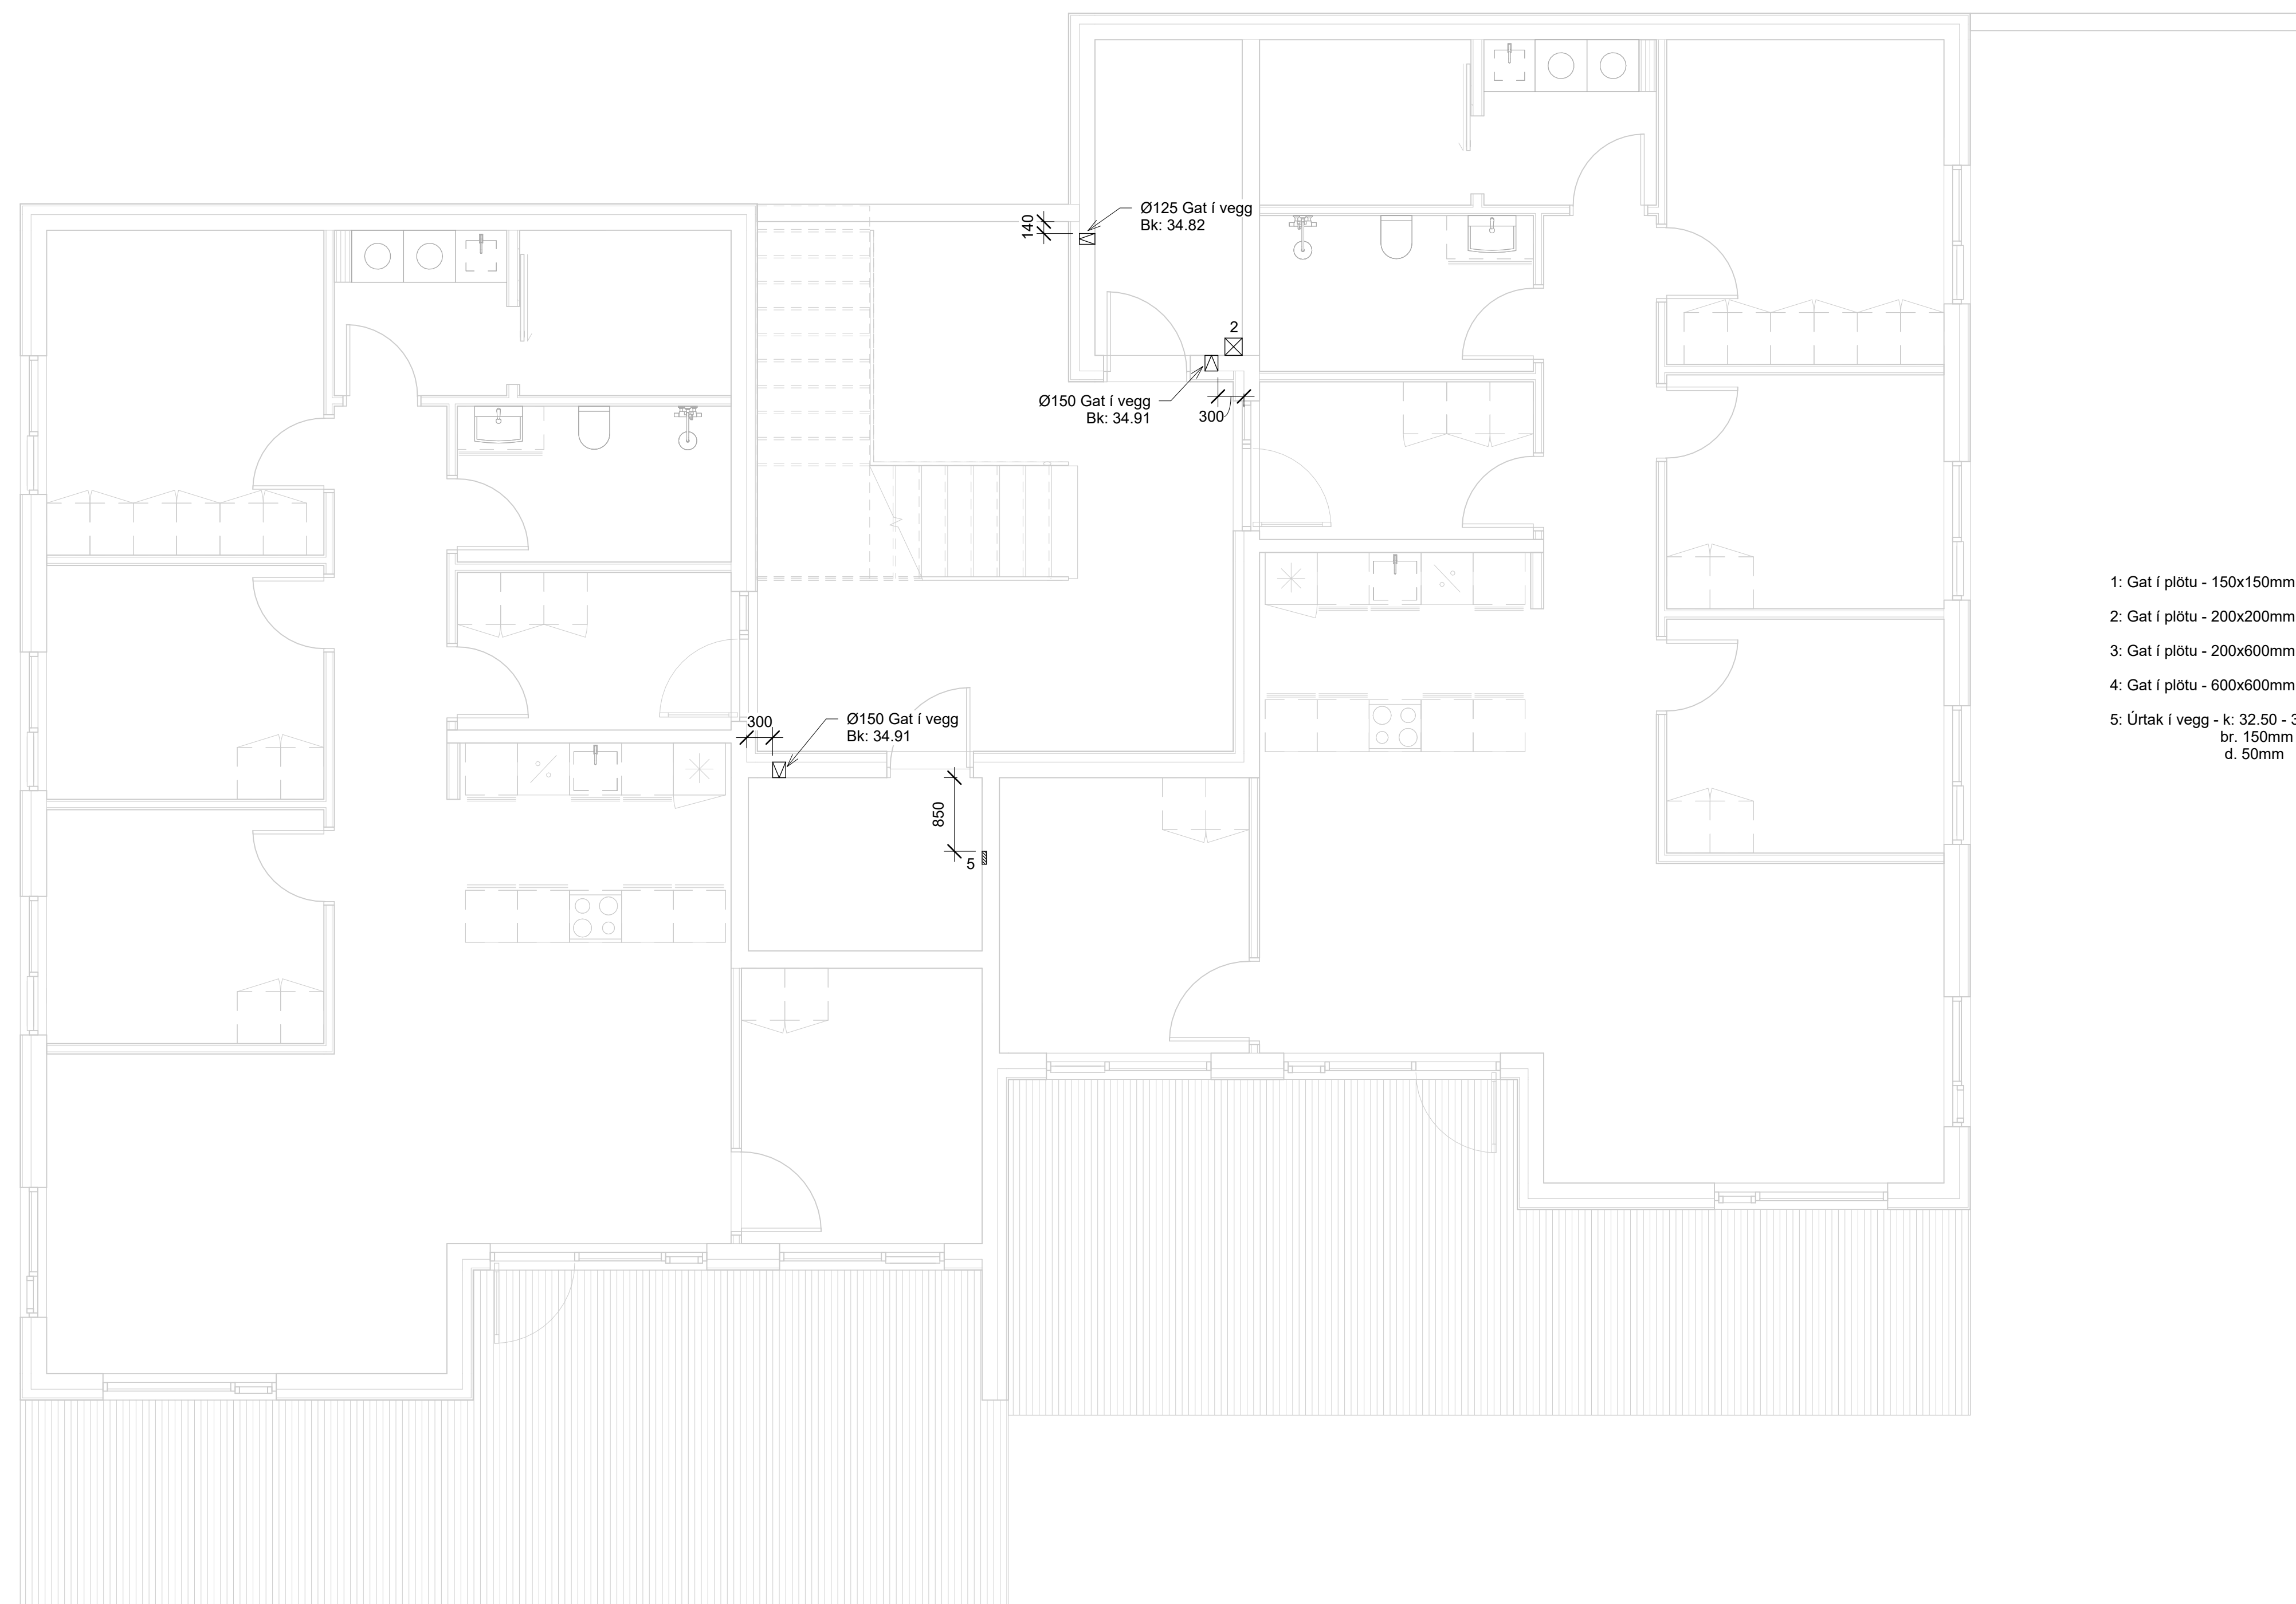 140
Ø125 Gat í vegg
Bk: 34.82
2
Ø150 Gat í vegg
Bk: 34.91
300
300
Ø150 Gat í vegg
Bk: 34.91
850
5
1: Gat í plötu - 150x150mm
2: Gat í plötu - 200x200mm
3: Gat í plötu - 200x600mm
4: Gat í plötu - 600x600mm
5: Úrtak í vegg - k: 32.50 -
br. 150mm
d. 50mm